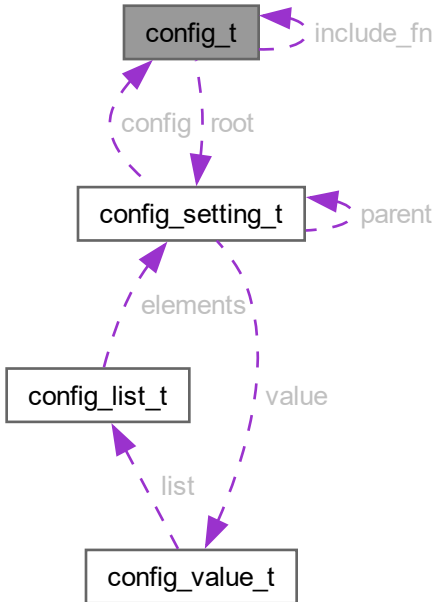 config_t
include_fn
config root
config_setting_t
parent
elements
config_list_t
value
list
config_value_t